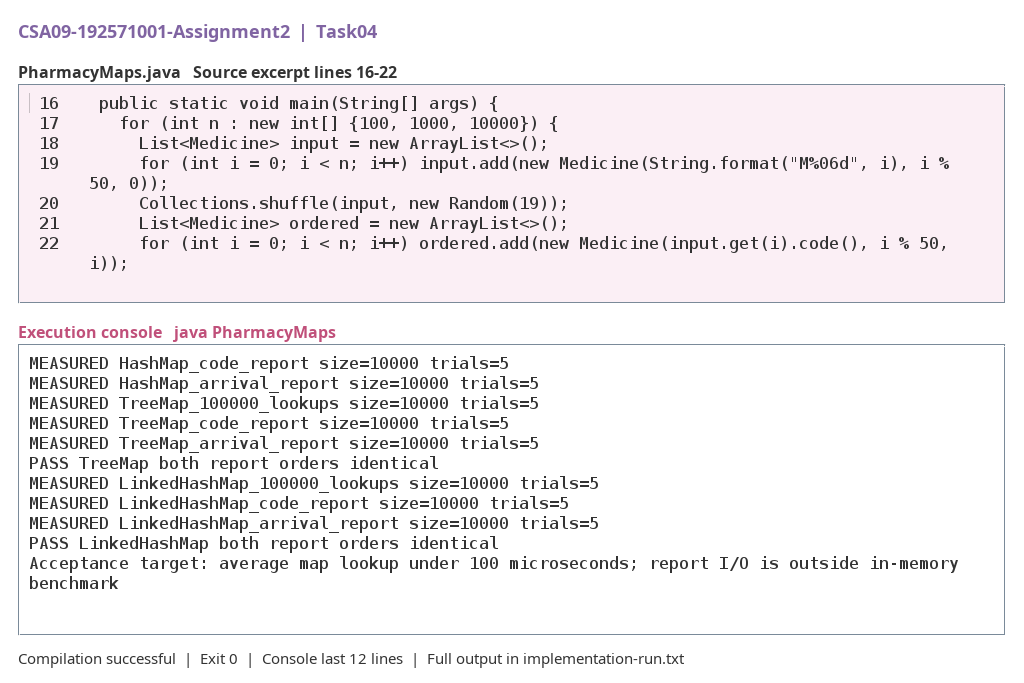 CSA09-192571001-Assignment2 | Task04
PharmacyMaps.java Source excerpt lines 16-22
16    public static void main(String[] args) {
17      for (int n : new int[] {100, 1000, 10000}) {
18        List<Medicine> input = new ArrayList<>();
19        for (int i = 0; i < n; i++) input.add(new Medicine(String.format("M%06d", i), i %
50, 0));
20        Collections.shuffle(input, new Random(19));
21        List<Medicine> ordered = new ArrayList<>();
22        for (int i = 0; i < n; i++) ordered.add(new Medicine(input.get(i).code(), i % 50,
i));
Execution console java PharmacyMaps
MEASURED HashMap_code_report size=10000 trials=5
MEASURED HashMap_arrival_report size=10000 trials=5
MEASURED TreeMap_100000_lookups size=10000 trials=5
MEASURED TreeMap_code_report size=10000 trials=5
MEASURED TreeMap_arrival_report size=10000 trials=5
PASS TreeMap both report orders identical
MEASURED LinkedHashMap_100000_lookups size=10000 trials=5
MEASURED LinkedHashMap_code_report size=10000 trials=5
MEASURED LinkedHashMap_arrival_report size=10000 trials=5
PASS LinkedHashMap both report orders identical
Acceptance target: average map lookup under 100 microseconds; report I/O is outside in-memory
benchmark
Compilation successful | Exit 0 | Console last 12 lines | Full output in implementation-run.txt